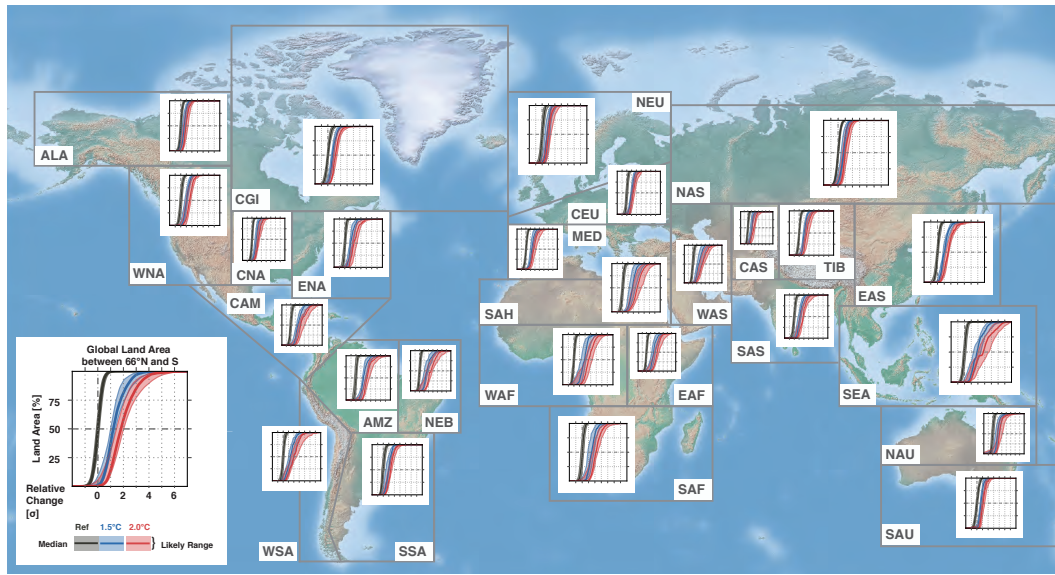 NEU
ALA
CGI
NAS
CEU
MED
WNA
CNA
ENA
CAS
TIB
CAM
EAS
SAH
WAS
SAS
WAF
EAF
SEA
AMZ
NEB
NAU
SAF
SAU
WSA
SSA
Global Land Area
between 66°N and S
Land Area [%]
75
50
25
Relative
Change
[σ]
0 2 4 6
Ref 1.5°C 2.0°C
Median } Likely Range